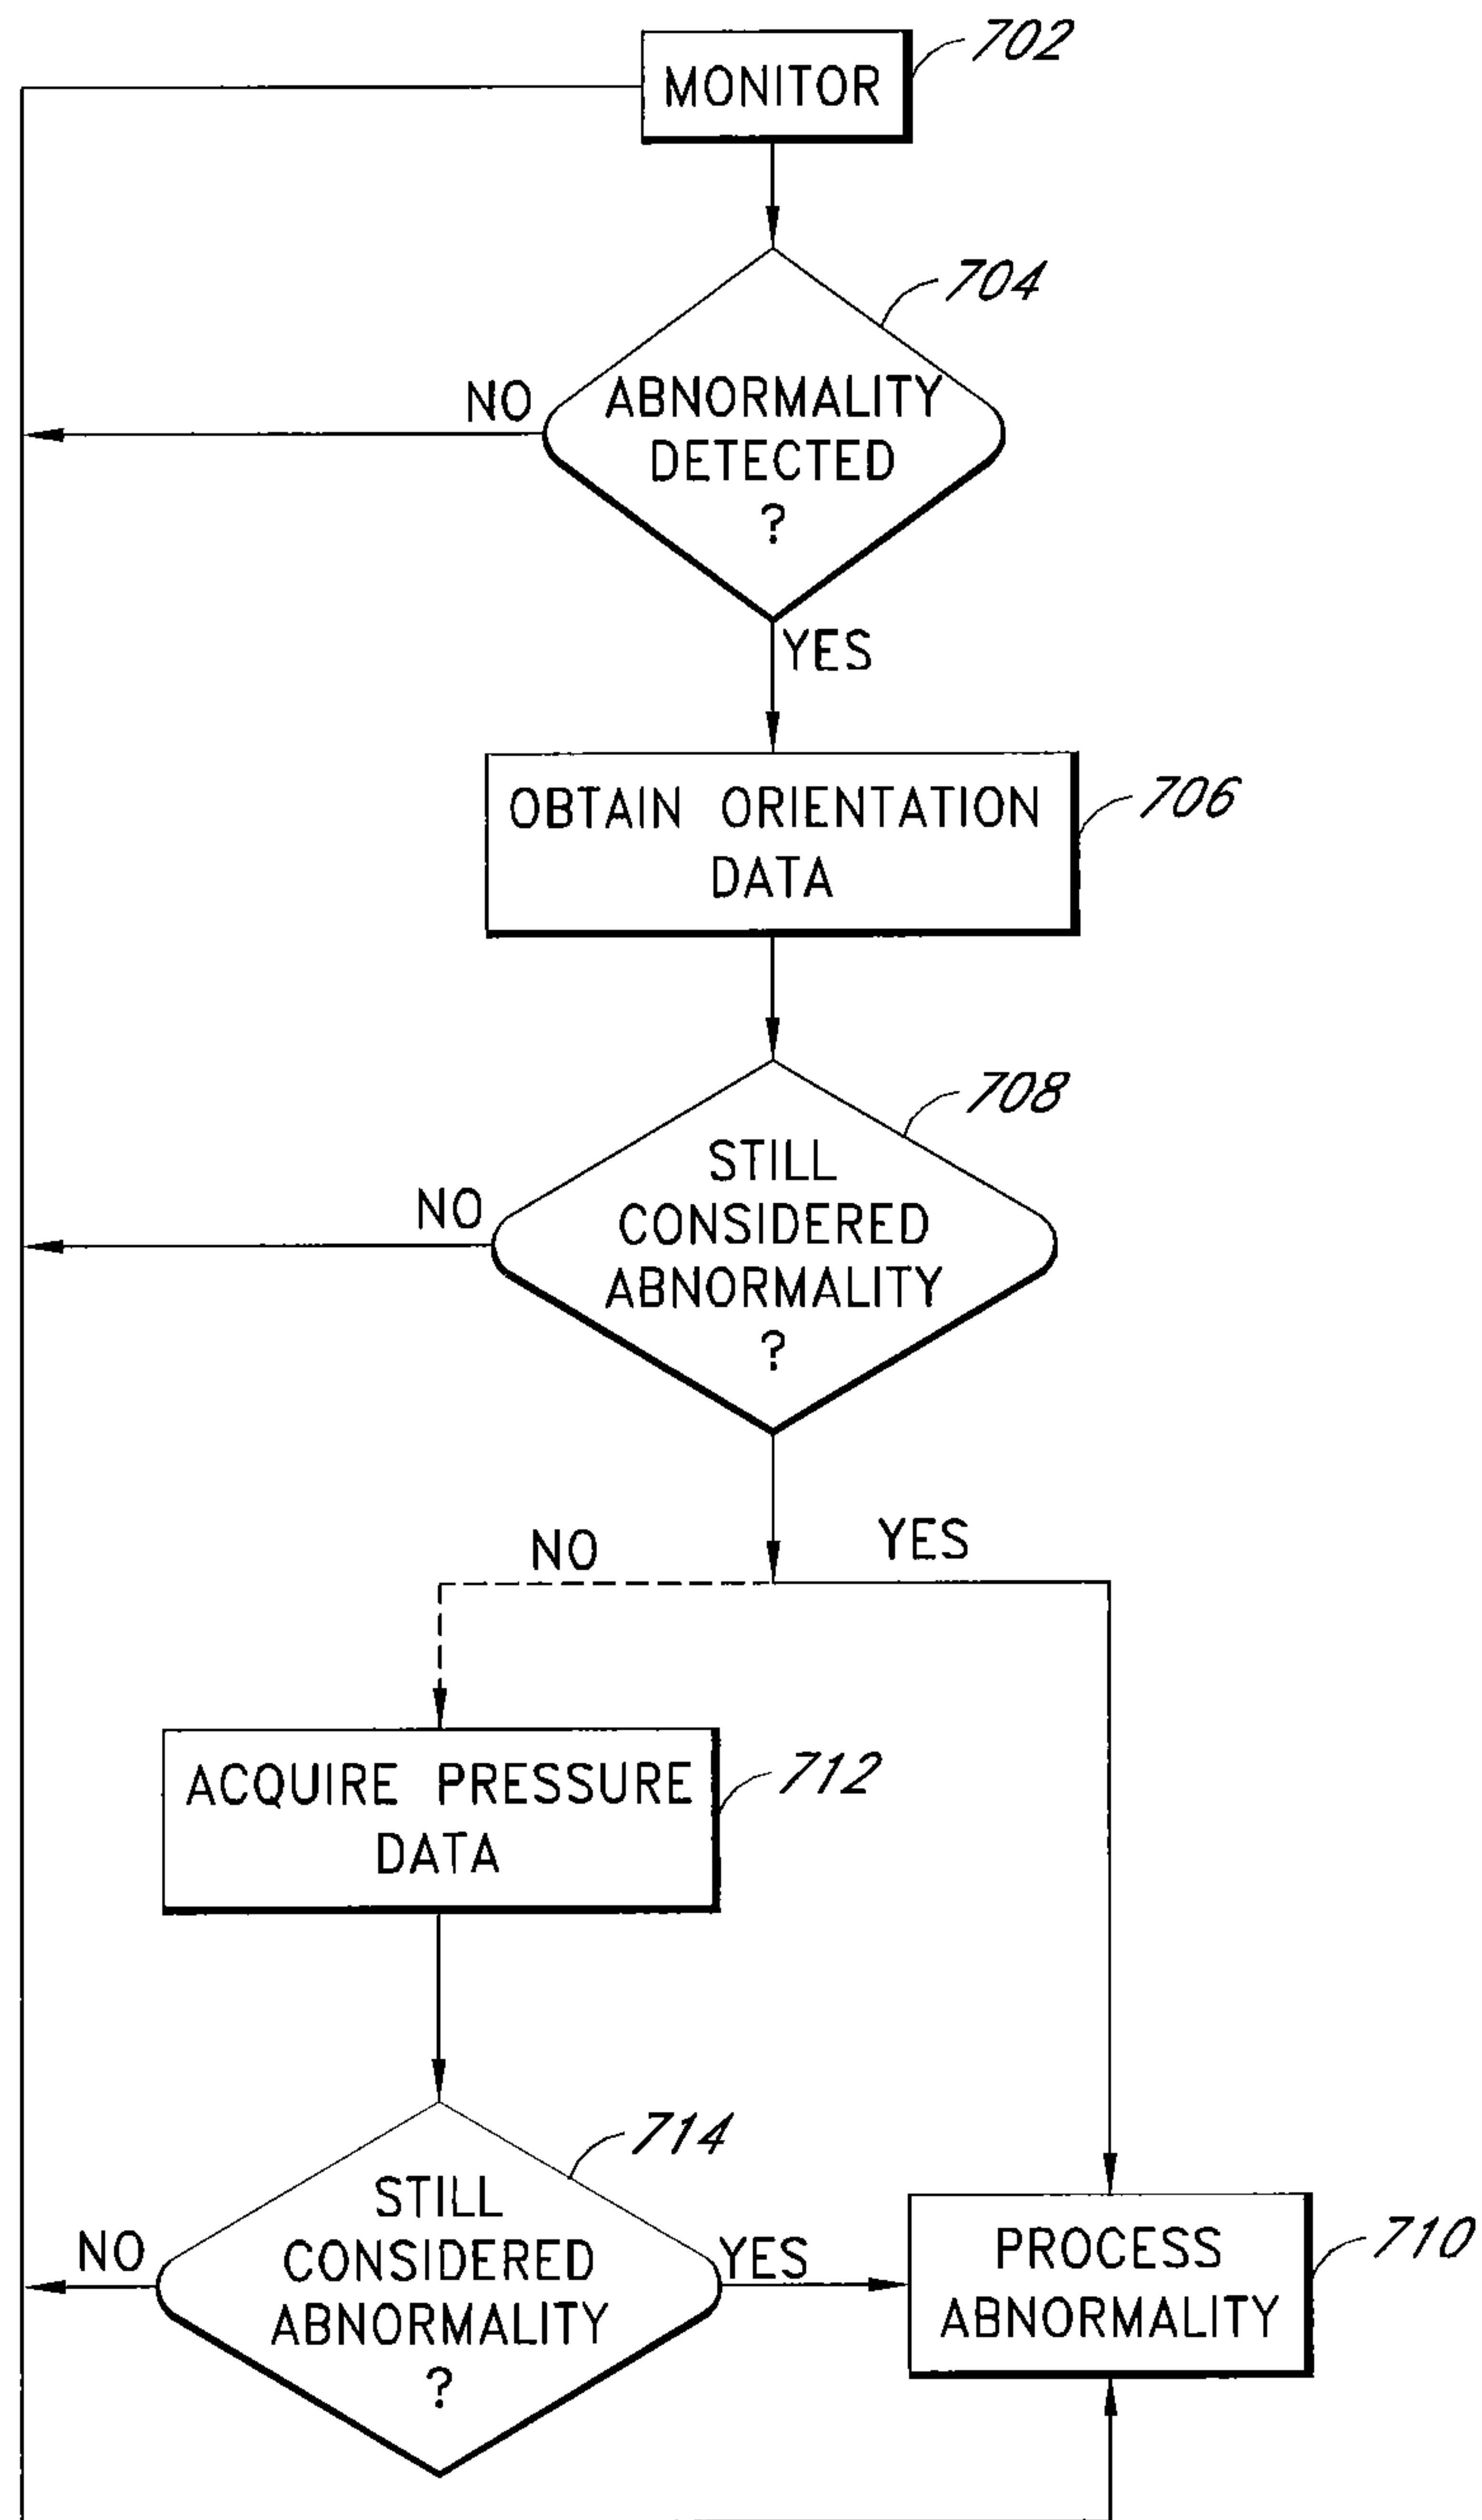 702
MONITOR
704
NO
ABNORMALITY
DETECTED
?
YES
706
OBTAIN ORIENTATION
DATA
708
STILL
NO
CONSIDERED
ABNORMALITY
?
NO
YES
712
ACQUIRE PRESSURE
DATA
714
STILL
NO
CONSIDERED
ABNORMALITY
?
YES
710
PROCESS
ABNORMALITY